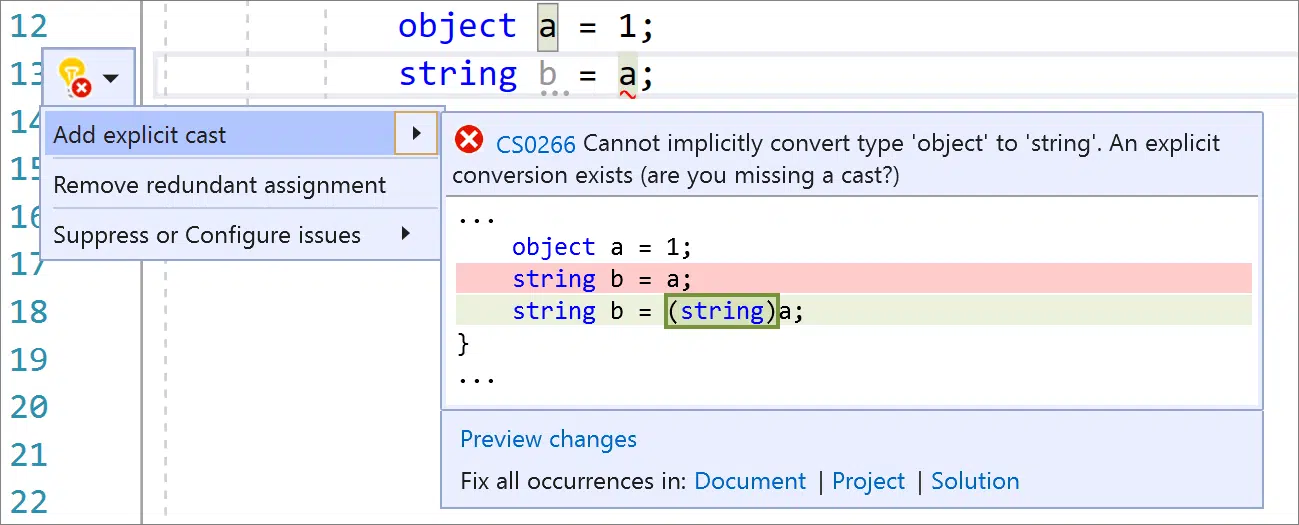 12 object a = 1;
13 string b = a;
14
Add explicit cast
15
Remove redundant assignment
16
Suppress or Configure issues
17
18
19
20
21
22
CS0266 Cannot implicitly convert type 'object' to 'string'. An explicit
conversion exists (are you missing a cast?)
...
object a = 1;
string b = a;
string b = (string)a;
}
...
Preview changes
Fix all occurrences in: Document | Project | Solution